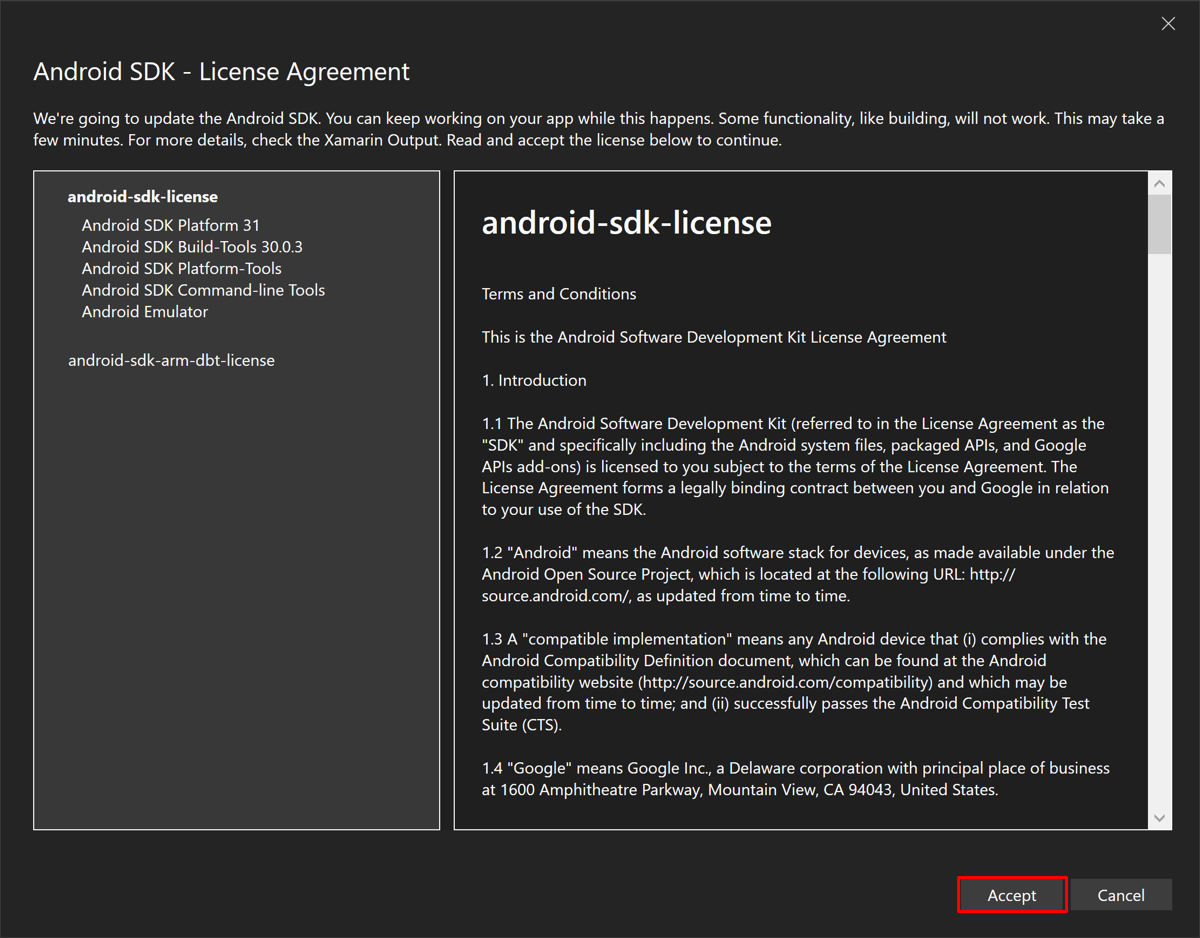 Android SDK - License Agreement
We're going to update the Android SDK. You can keep working on your app while this happens. Some functionality, like building, will not work. This may take a
few minutes. For more details, check the Xamarin Output. Read and accept the license below to continue.
android-sdk-license
Android SDK Platform 31
Android SDK Build-Tools 30.0.3
Android SDK Platform-Tools
Android SDK Command-line Tools
Android Emulator
android-sdk-arm-dbt-license
android-sdk-license
Terms and Conditions
This is the Android Software Development Kit License Agreement
1. Introduction
1.1 The Android Software Development Kit (referred to in the License Agreement as the
"SDK" and specifically including the Android system files, packaged APIs, and Google
APIs add-ons) is licensed to you subject to the terms of the License Agreement. The
License Agreement forms a legally binding contract between you and Google in relation
to your use of the SDK.
1.2 "Android" means the Android software stack for devices, as made available under the
Android Open Source Project, which is located at the following URL: http://
source.android.com/, as updated from time to time.
1.3 A "compatible implementation" means any Android device that (i) complies with the
Android Compatibility Definition document, which can be found at the Android
compatibility website (http://source.android.com/compatibility) and which may be
updated from time to time; and (ii) successfully passes the Android Compatibility Test
Suite (CTS).
1.4 "Google" means Google Inc., a Delaware corporation with principal place of business
at 1600 Amphitheatre Parkway, Mountain View, CA 94043, United States.
Accept
Cancel